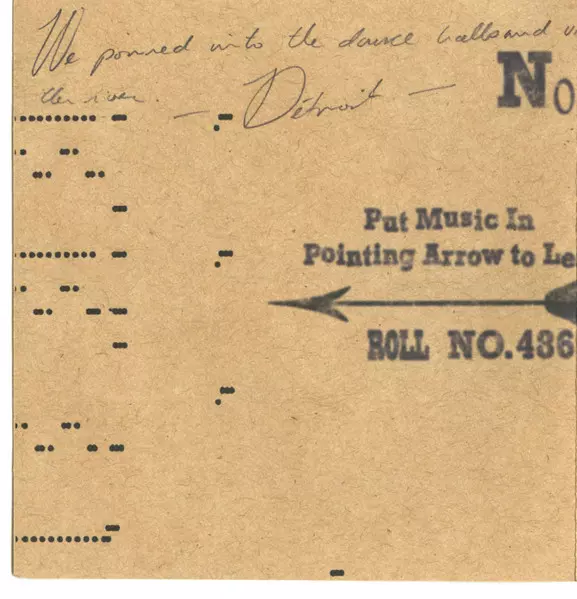 We poured into the dance halls and
the river.
— Détroit —
No
Put Music In
Pointing Arrow to Le
ROLL NO.436